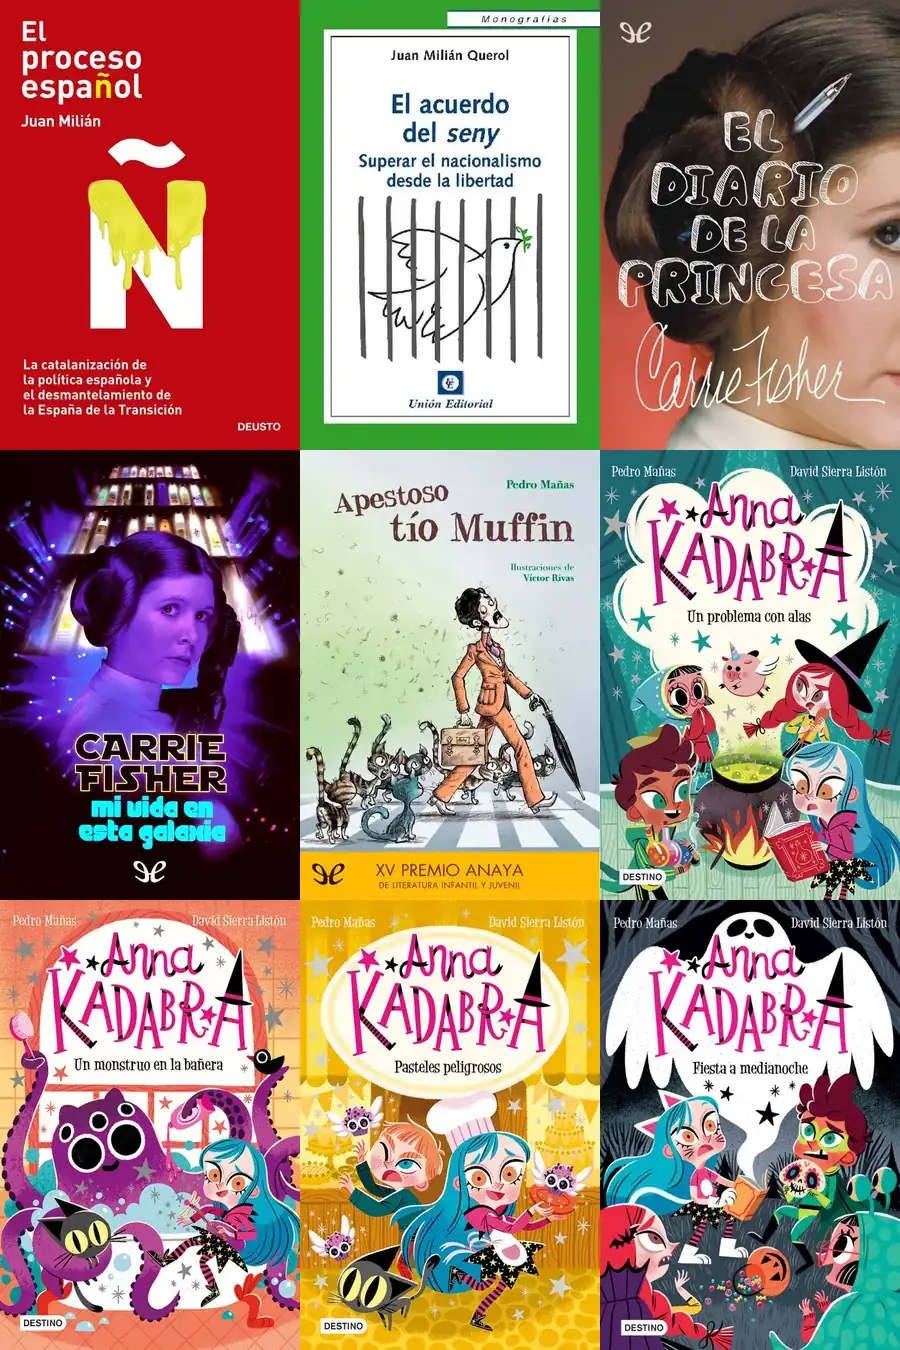 El
proceso
español
Juan Milián
Ñ
La catalanización de
la política española y
el desmantelamiento de
la España de la Transición
DEUSTO
Monografías
Juan Milián Querol
El acuerdo
del seny
Superar el nacionalismo
desde la libertad
Unión Editorial
EL
DIARIO
DE LA
PRINCESA
Carrie Fisher
CARRIE
FISHER
mi vida en
esta galaxia
Pedro Mañas
Apestoso
tío Muffin
Ilustraciones de
Víctor Rivas
XV PREMIO ANAYA
DE LITERATURA INFANTIL Y JUVENIL
Pedro Mañas David Sierra Listón
Anna
KADABRA
Un problema con alas
DESTINO
Pedro Mañas David Sierra Listón
Anna
KADABRA
Un monstruo en la bañera
DESTINO
Pedro Mañas David Sierra Listón
Anna
KADABRA
Pasteles peligrosos
DESTINO
Pedro Mañas David Sierra Listón
Anna
KADABRA
Fiesta a medianoche
DESTINO